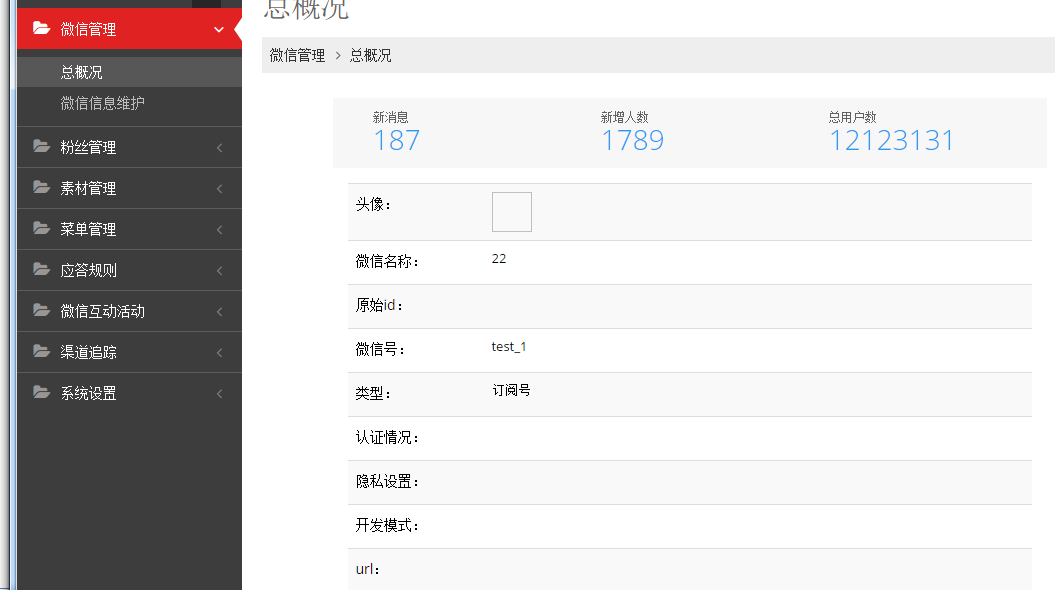 总概况
微信管理
总概况
微信信息维护
粉丝管理
素材管理
菜单管理
应答规则
微信互动活动
渠道追踪
系统设置
微信管理 > 总概况
新消息 新增人数 总用户数
187 1789 12123131
头像：
微信名称： 22
原始id：
微信号： test_1
类型： 订阅号
认证情况：
隐私设置：
开发模式：
url：